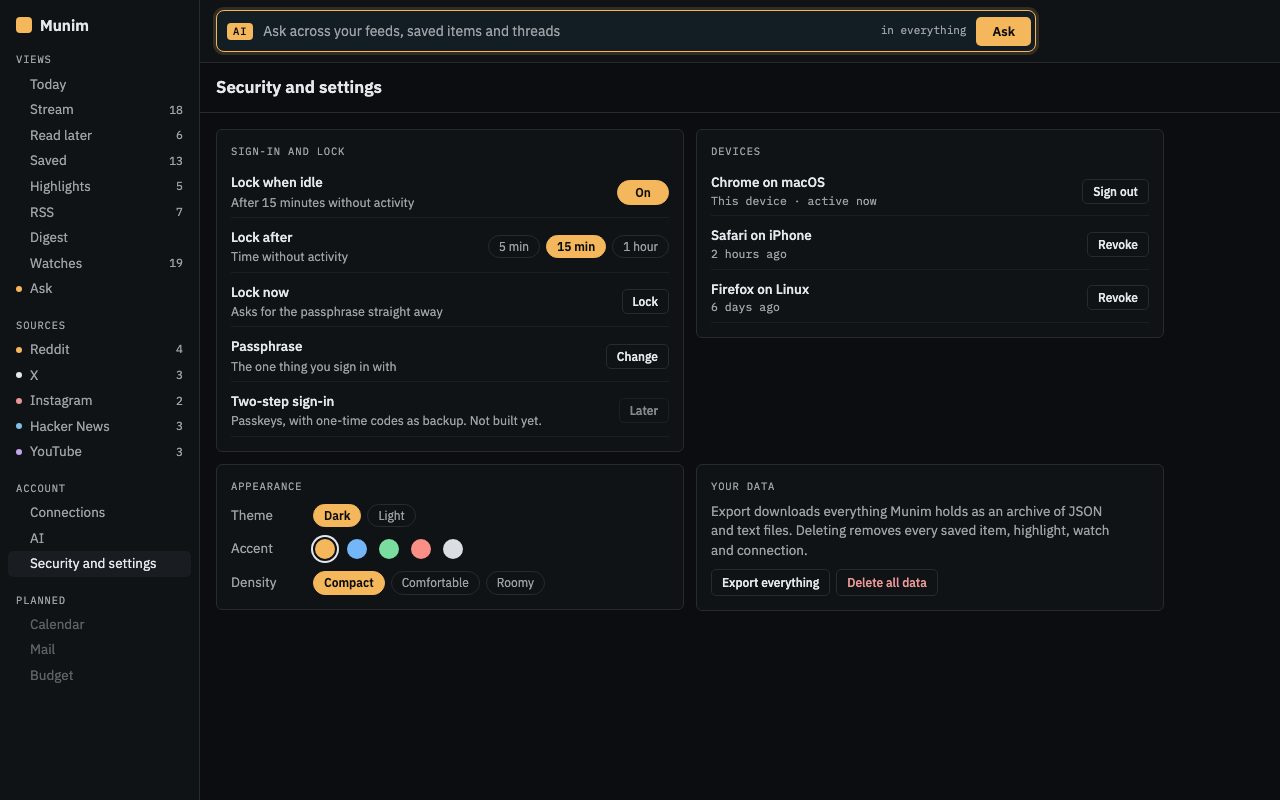 Munim
VIEWS
Today
Stream 18
Read later 6
Saved 13
Highlights 5
RSS 7
Digest
Watches 19
Ask
SOURCES
Reddit 4
X 3
Instagram 2
Hacker News 3
YouTube 3
ACCOUNT
Connections
AI
Security and settings
PLANNED
Calendar
Mail
Budget
AI Ask across your feeds, saved items and threads in everything Ask
Security and settings
SIGN-IN AND LOCK
Lock when idle
After 15 minutes without activity
On
Lock after
Time without activity
5 min 15 min 1 hour
Lock now
Asks for the passphrase straight away
Lock
Passphrase
The one thing you sign in with
Change
Two-step sign-in
Passkeys, with one-time codes as backup. Not built yet.
Later
DEVICES
Chrome on macOS
This device · active now
Sign out
Safari on iPhone
2 hours ago
Revoke
Firefox on Linux
6 days ago
Revoke
APPEARANCE
Theme Dark Light
Accent
Density Compact Comfortable Roomy
YOUR DATA
Export downloads everything Munim holds as an archive of JSON
and text files. Deleting removes every saved item, highlight, watch
and connection.
Export everything Delete all data